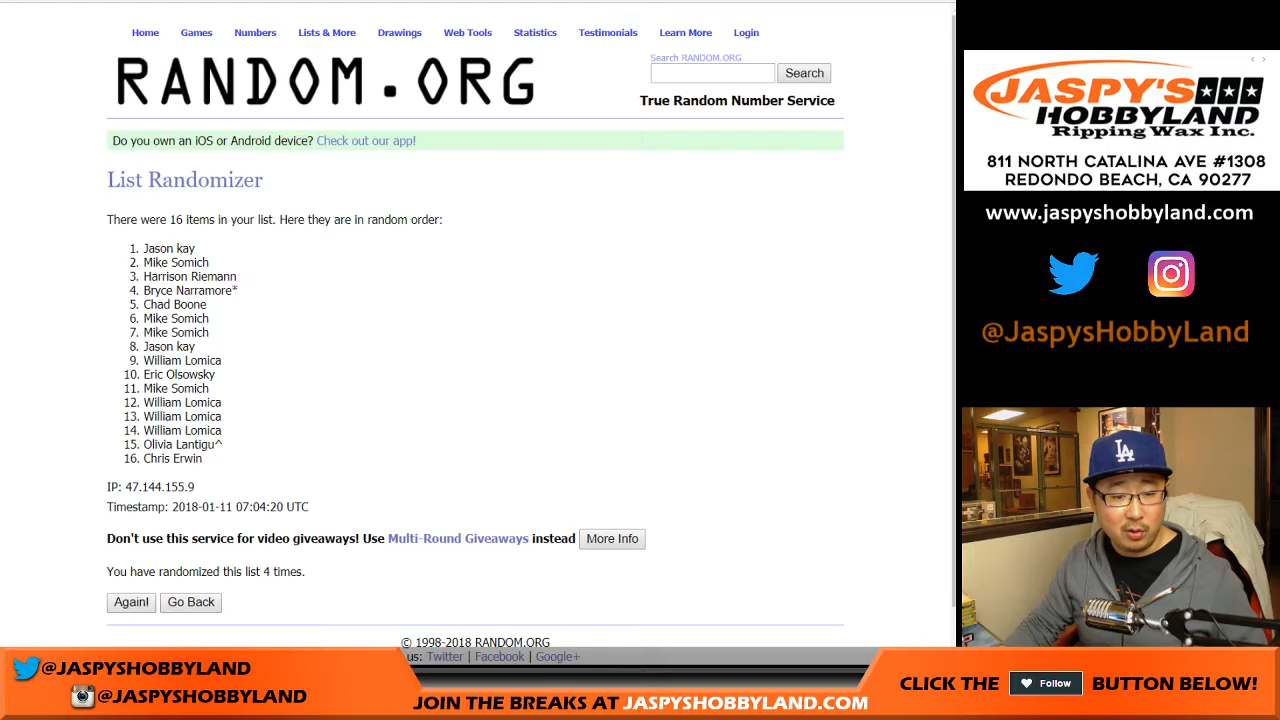 Home Games Numbers Lists & More Drawings Web Tools Statistics Testimonials Learn More Login
RANDOM.ORG
Search RANDOM.ORG
Search
True Random Number Service
Do you own an iOS or Android device? Check out our app!
List Randomizer
There were 16 items in your list. Here they are in random order:
1. Jason kay
2. Mike Somich
3. Harrison Riemann
4. Bryce Narramore*
5. Chad Boone
6. Mike Somich
7. Mike Somich
8. Jason kay
9. William Lomica
10. Eric Olsowsky
11. Mike Somich
12. William Lomica
13. William Lomica
14. William Lomica
15. Olivia Lantigu^
16. Chris Erwin
IP: 47.144.155.9
Timestamp: 2018-01-11 07:04:20 UTC
Don't use this service for video giveaways! Use Multi-Round Giveaways instead More Info
You have randomized this list 4 times.
Again! Go Back
© 1998-2018 RANDOM.ORG
us: Twitter | Facebook | Google+
JASPY'S
HOBBYLAND
Ripping Wax Inc.
811 NORTH CATALINA AVE #1308
REDONDO BEACH, CA 90277
www.jaspyshobbyland.com
@JaspysHobbyLand
LA
@JASPYSHOBBYLAND
@JASPYSHOBBYLAND
JOIN THE BREAKS AT JASPYSHOBBYLAND.COM
CLICK THE Follow BUTTON BELOW!